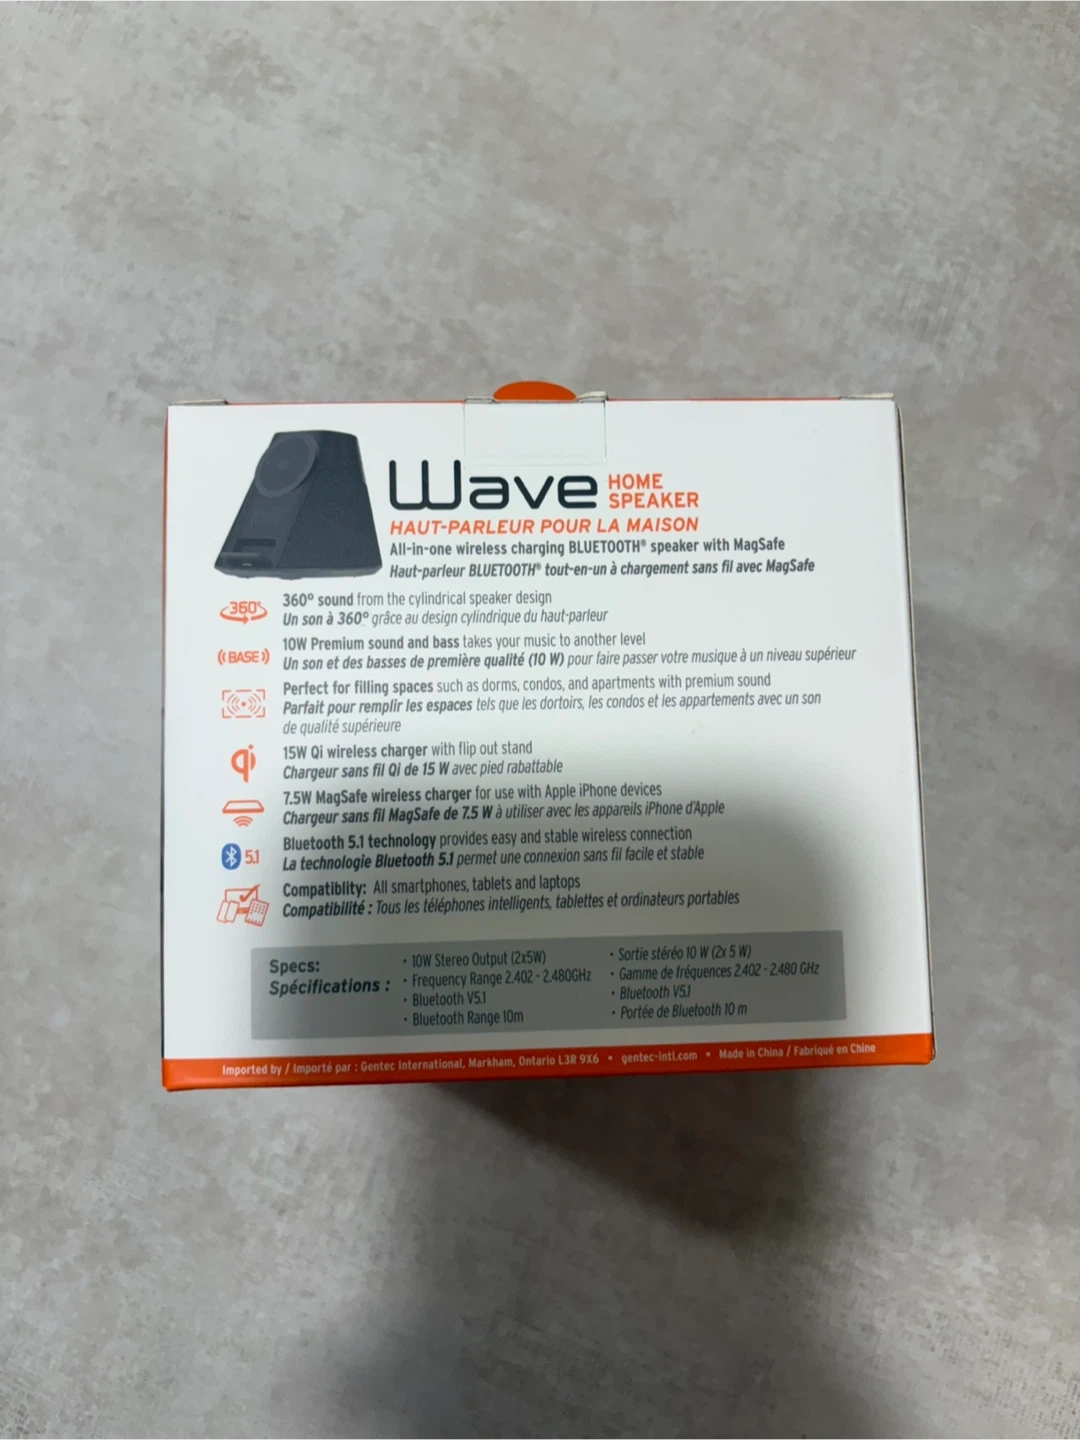 Wave HOME SPEAKER
HAUT-PARLEUR POUR LA MAISON
All-in-one wireless charging BLUETOOTH® speaker with MagSafe
Haut-parleur BLUETOOTH® tout-en-un à chargement sans fil avec MagSafe
360°
360° sound from the cylindrical speaker design
Un son à 360° grâce au design cylindrique du haut-parleur
BASE
10W Premium sound and bass takes your music to another level
Un son et des basses de première qualité (10 W) pour faire passer votre musique à un niveau supérieur
Perfect for filling spaces such as dorms, condos, and apartments with premium sound
Parfait pour remplir les espaces tels que les dortoirs, les condos et les appartements avec un son
de qualité supérieure
qi
15W Qi wireless charger with flip out stand
Chargeur sans fil Qi de 15 W avec pied rabattable
7.5W MagSafe wireless charger for use with Apple iPhone devices
Chargeur sans fil MagSafe de 7.5 W à utiliser avec les appareils iPhone d'Apple
5.1
Bluetooth 5.1 technology provides easy and stable wireless connection
La technologie Bluetooth 5.1 permet une connexion sans fil facile et stable
Compatiblity: All smartphones, tablets and laptops
Compatibilité : Tous les téléphones intelligents, tablettes et ordinateurs portables
Specs:
Spécifications :
• 10W Stereo Output (2x5W)
• Frequency Range 2.402 - 2.480GHz
• Bluetooth V5.1
• Bluetooth Range 10m
• Sortie stéréo 10 W (2x 5 W)
• Gamme de fréquences 2.402 - 2.480 GHz
• Bluetooth V5.1
• Portée de Bluetooth 10 m
Imported by / Importé par : Gentec International, Markham, Ontario L3R 9X6 • gentec-intl.com • Made in China / Fabriqué en Chine